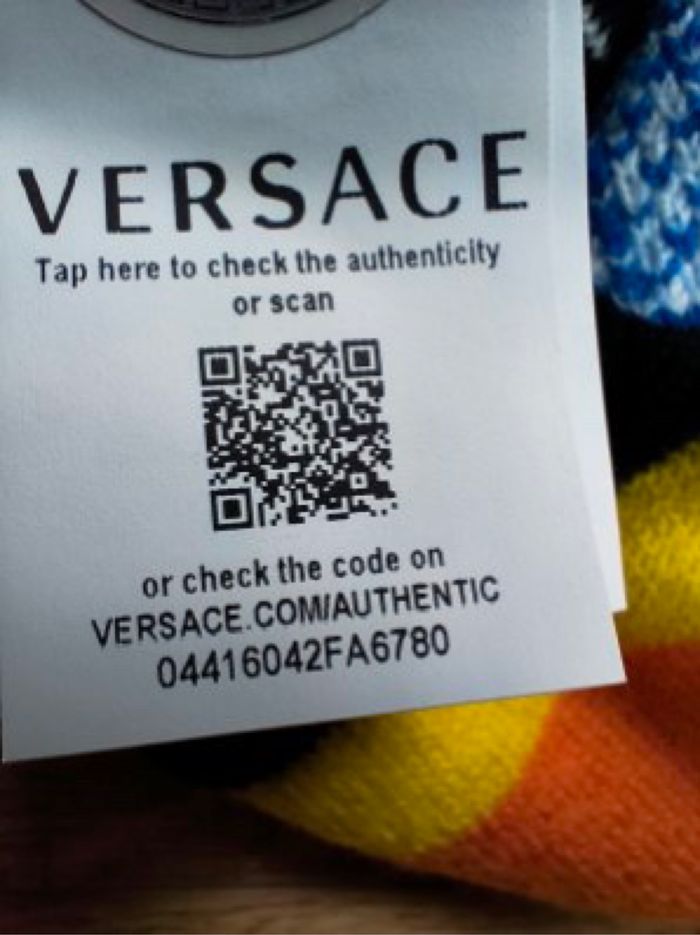 VERSACE
Tap here to check the authenticity
or scan
or check the code on
VERSACE.COM/AUTHENTIC
04416042FA6780